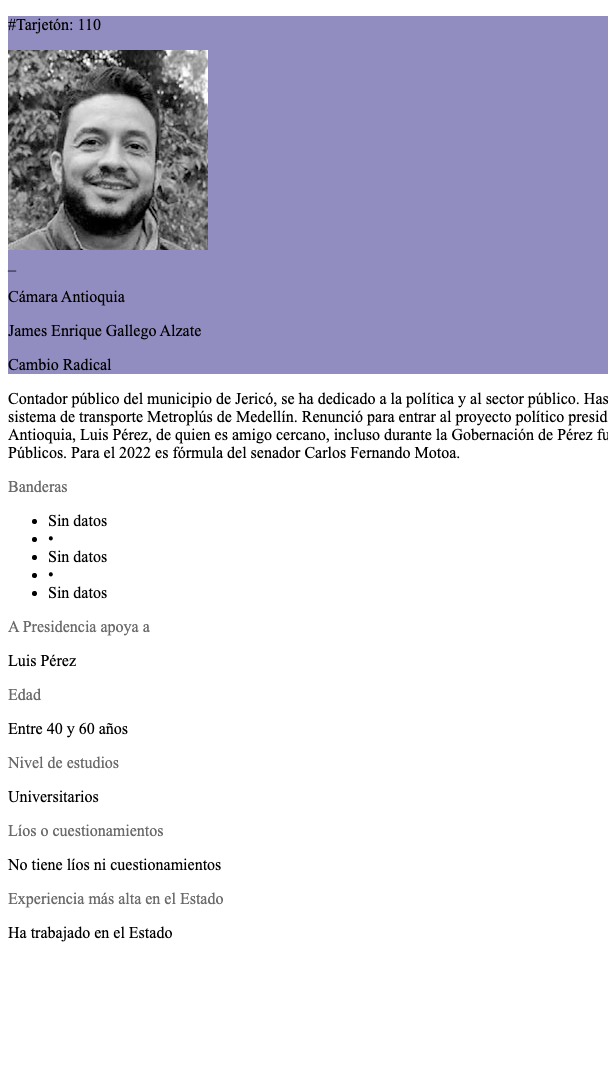 #Tarjetón: 110
_
Cámara Antioquia
James Enrique Gallego Alzate
Cambio Radical
Contador público del municipio de Jericó, se ha dedicado a la política y al sector público. Has
sistema de transporte Metroplús de Medellín. Renunció para entrar al proyecto político presid
Antioquia, Luis Pérez, de quien es amigo cercano, incluso durante la Gobernación de Pérez fu
Públicos. Para el 2022 es fórmula del senador Carlos Fernando Motoa.
Banderas
• Sin datos
• •
• Sin datos
• •
• Sin datos
A Presidencia apoya a
Luis Pérez
Edad
Entre 40 y 60 años
Nivel de estudios
Universitarios
Líos o cuestionamientos
No tiene líos ni cuestionamientos
Experiencia más alta en el Estado
Ha trabajado en el Estado